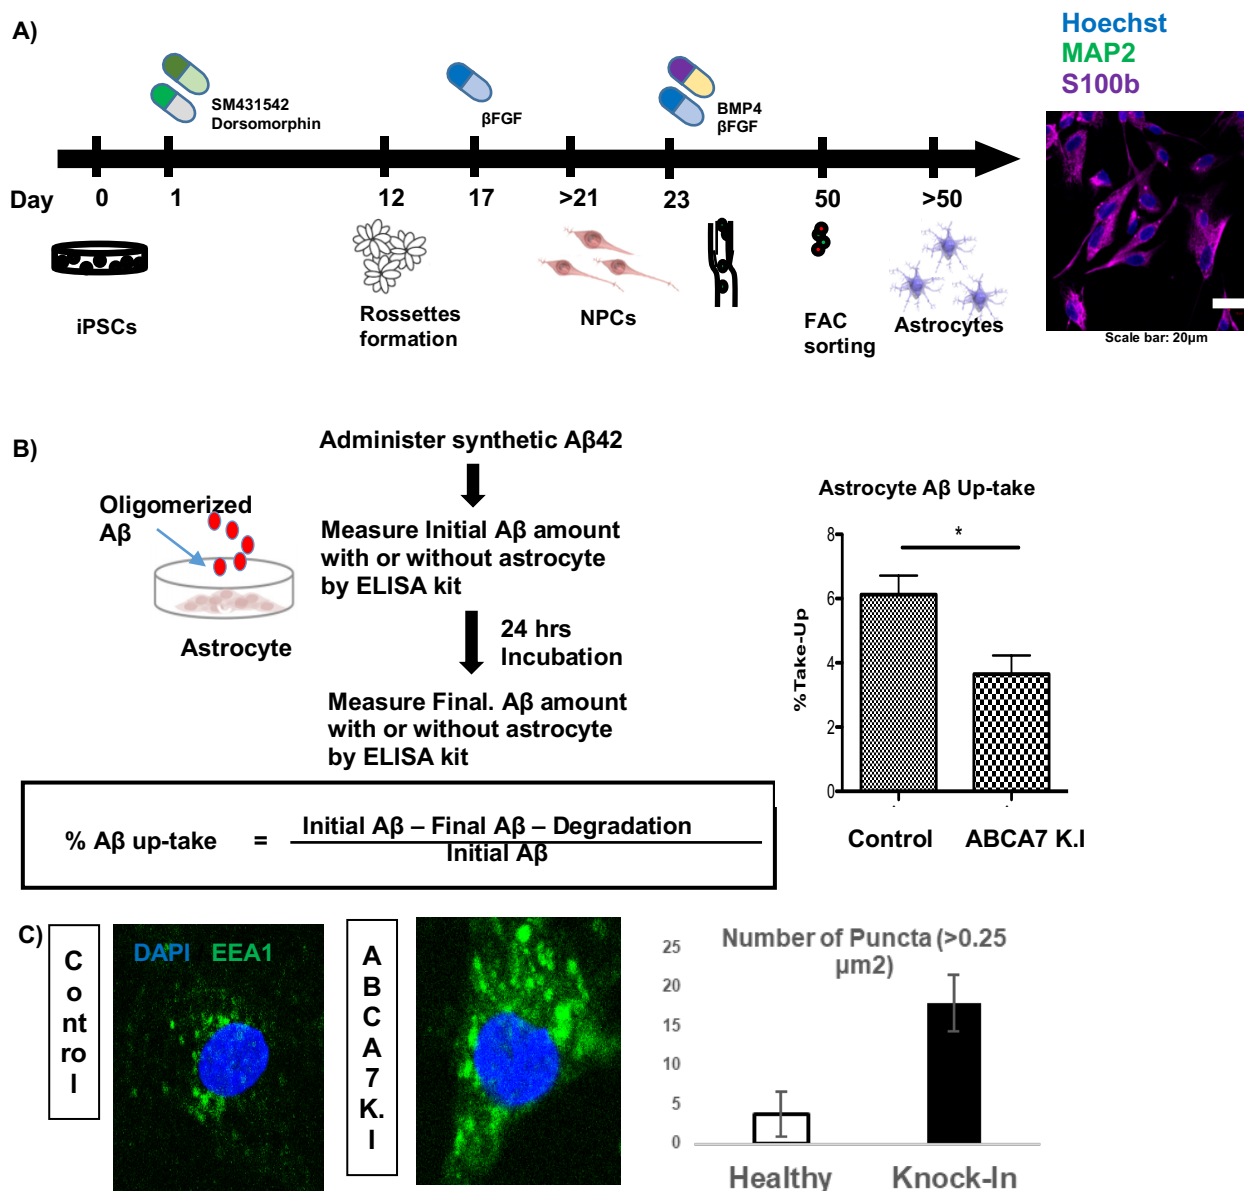 A)
Hoechst
MAP2
S100b
SM431542
Dorsomorphin
βFGF
BMP4
βFGF
Day 0 1 12 17 >21 23 50 >50
iPSCs
Rossettes
formation
NPCs
FAC
sorting
Astrocytes
Scale bar: 20µm
B)
Administer synthetic Aβ42
Oligomerized
Aβ
Astrocyte
Measure Initial Aβ amount
with or without astrocyte
by ELISA kit
24 hrs
Incubation
Measure Final. Aβ amount
with or without astrocyte
by ELISA kit
% Aβ up-take = Initial Aβ – Final Aβ – Degradation
Initial Aβ
Astrocyte Aβ Up-take
*
%Take-Up
8
6
4
2
0
Control ABCA7 K.I
C)
C
o
nt
ro
l
DAPI EEA1
A
B
C
A
7
K.
I
Number of Puncta (>0.25
µm2)
25
20
15
10
5
0
Healthy Knock-In